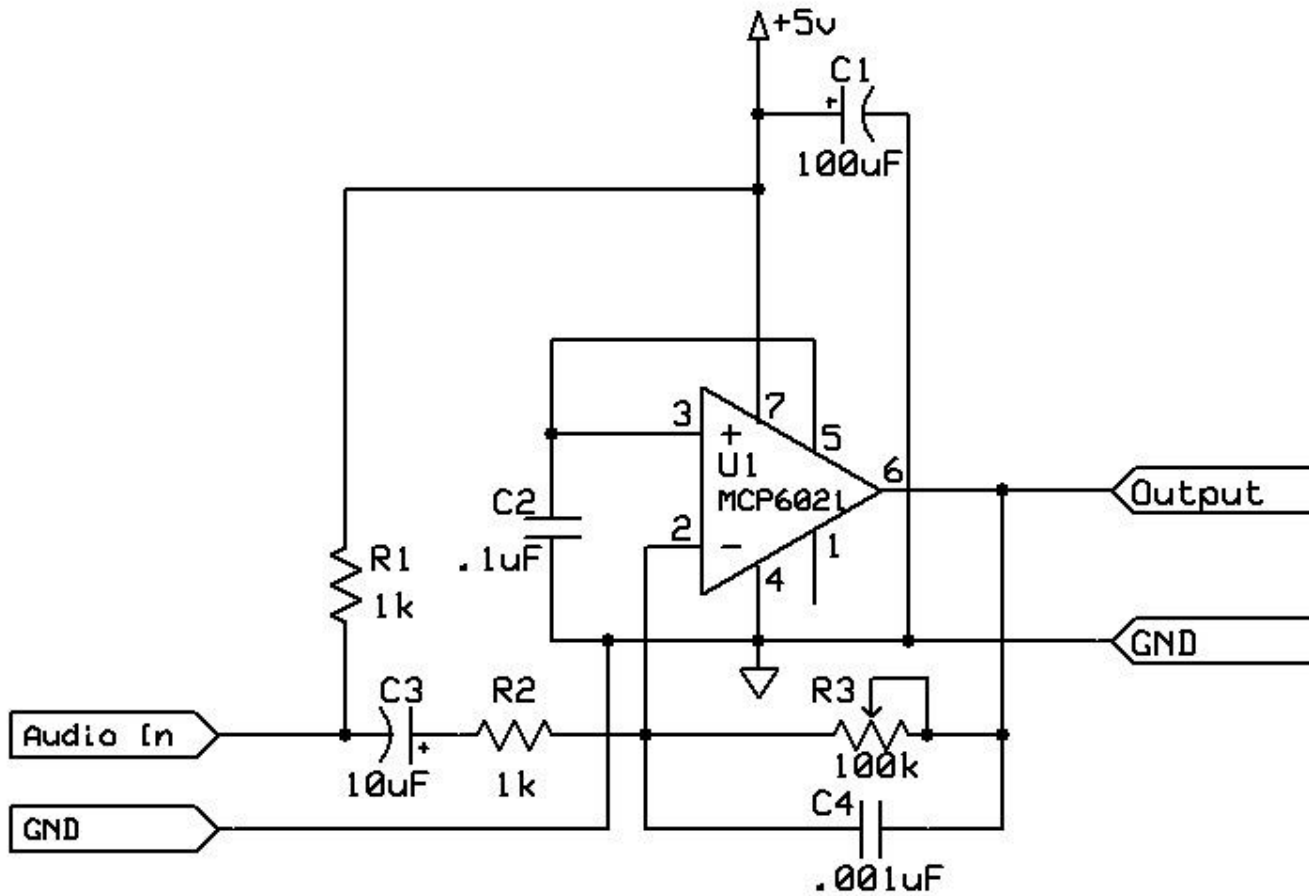 +5v
C1
+
100uF
7
3
+
5
U1
6
MCP6021
Output
C2
2
-
1
.1uF
4
R1
1k
GND
C3
R2
R3
Audio In
+
10uF
1k
100k
GND
C4
.001uF